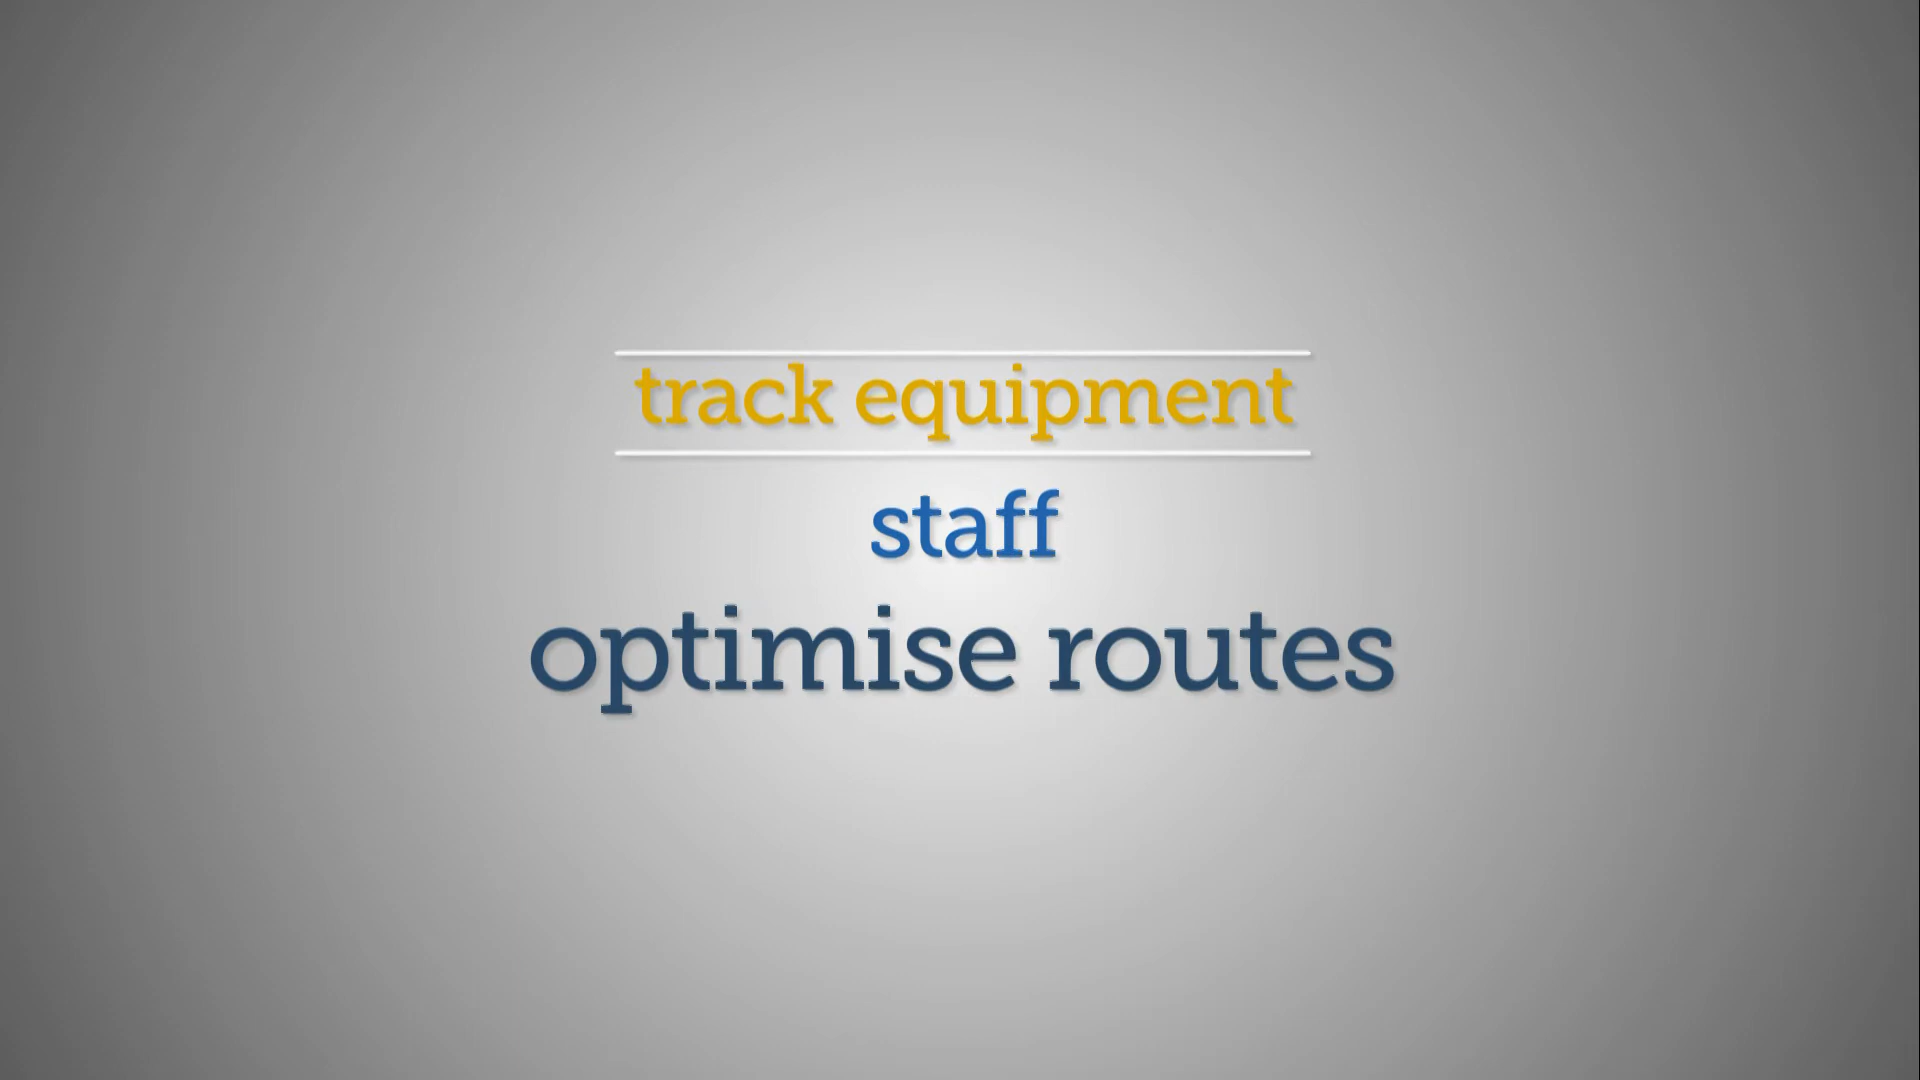 track equipment
staff
optimise routes